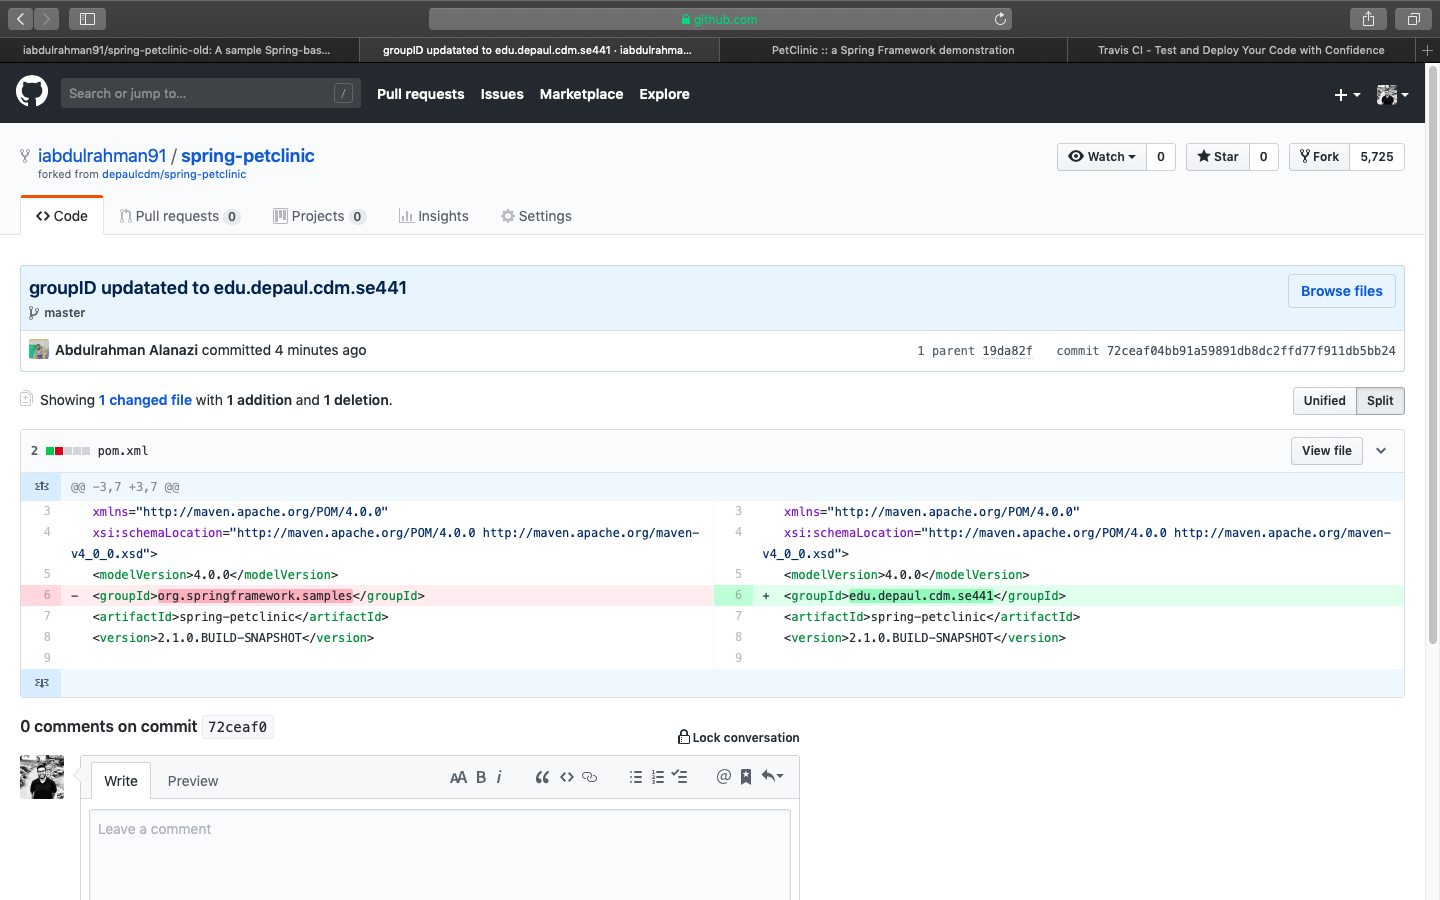 github.com
iabdulrahman91/spring-petclinic-old: A sample Spring-bas...
groupID updatated to edu.depaul.cdm.se441 · iabdulrahma...
PetClinic :: a Spring Framework demonstration
Travis CI - Test and Deploy Your Code with Confidence
Search or jump to... /
Pull requests Issues Marketplace Explore
iabdulrahman91 / spring-petclinic
forked from depaulcdm/spring-petclinic
Watch 0 Star 0 Fork 5,725
Code Pull requests 0 Projects 0 Insights Settings
groupID updatated to edu.depaul.cdm.se441
Browse files
master
Abdulrahman Alanazi committed 4 minutes ago
1 parent 19da82f commit 72ceaf04bb91a59891db8dc2ffd77f911db5bb24
Showing 1 changed file with 1 addition and 1 deletion.
Unified Split
2 pom.xml
View file
@@ -3,7 +3,7 @@
3 xmlns="http://maven.apache.org/POM/4.0.0"
4 xsi:schemaLocation="http://maven.apache.org/POM/4.0.0 http://maven.apache.org/maven-
v4_0_0.xsd">
5 <modelVersion>4.0.0</modelVersion>
6 - <groupId>org.springframework.samples</groupId>
7 <artifactId>spring-petclinic</artifactId>
8 <version>2.1.0.BUILD-SNAPSHOT</version>
9
3 xmlns="http://maven.apache.org/POM/4.0.0"
4 xsi:schemaLocation="http://maven.apache.org/POM/4.0.0 http://maven.apache.org/maven-
v4_0_0.xsd">
5 <modelVersion>4.0.0</modelVersion>
6 + <groupId>edu.depaul.cdm.se441</groupId>
7 <artifactId>spring-petclinic</artifactId>
8 <version>2.1.0.BUILD-SNAPSHOT</version>
9
0 comments on commit 72ceaf0
Lock conversation
Write Preview
AA B i
Leave a comment